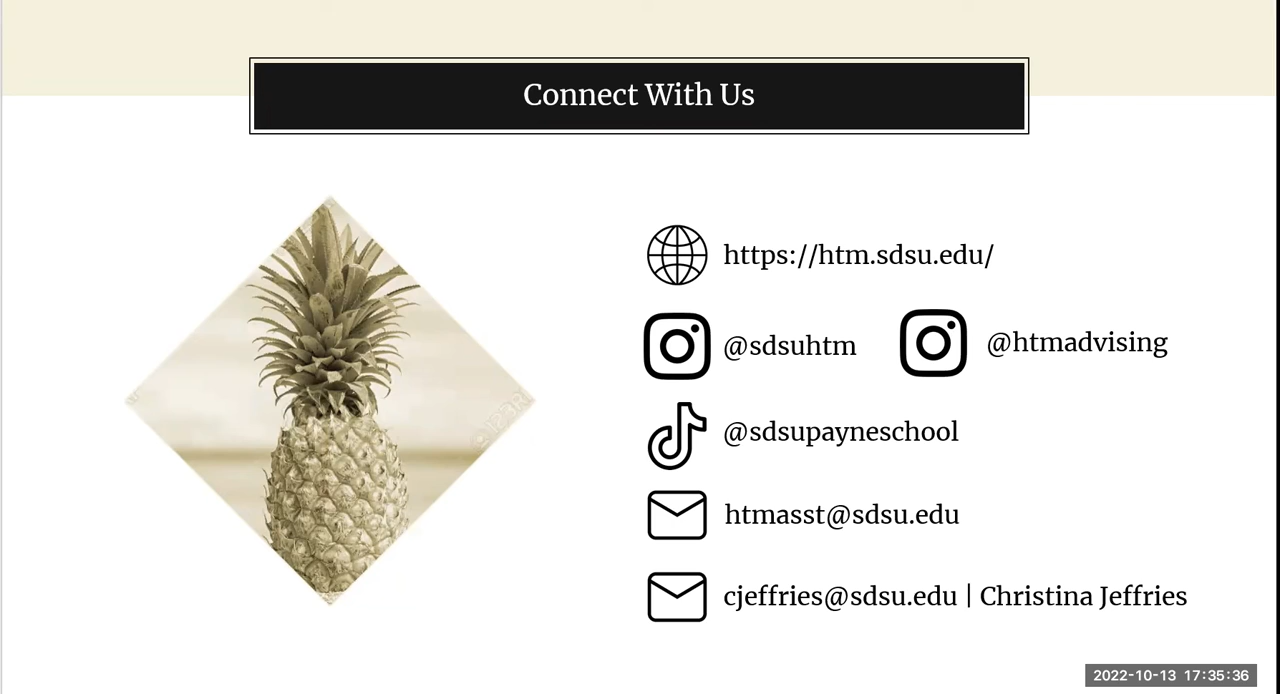 Connect With Us
https://htm.sdsu.edu/
@sdsuhtm @htmadvising
@sdsupayneschool
htmasst@sdsu.edu
cjeffries@sdsu.edu | Christina Jeffries
2022-10-13 17:35:36